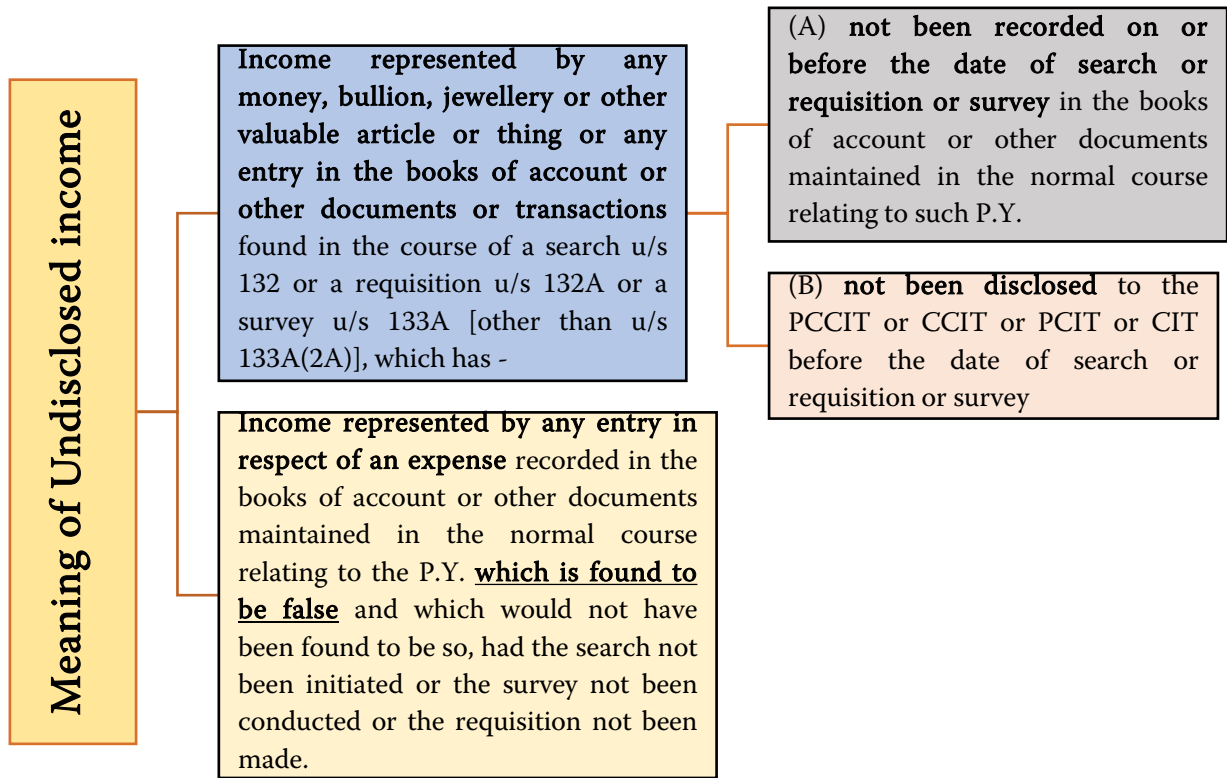 Meaning of Undisclosed income
Income represented by any
money, bullion, jewellery or other
valuable article or thing or any
entry in the books of account or
other documents or transactions
found in the course of a search u/s
132 or a requisition u/s 132A or a
survey u/s 133A [other than u/s
133A(2A)], which has -
(A) not been recorded on or
before the date of search or
requisition or survey in the books
of account or other documents
maintained in the normal course
relating to such P.Y.
(B) not been disclosed to the
PCCIT or CCIT or PCIT or CIT
before the date of search or
requisition or survey
Income represented by any entry in
respect of an expense recorded in the
books of account or other documents
maintained in the normal course
relating to the P.Y. which is found to
be false and which would not have
been found to be so, had the search not
been initiated or the survey not been
conducted or the requisition not been
made.